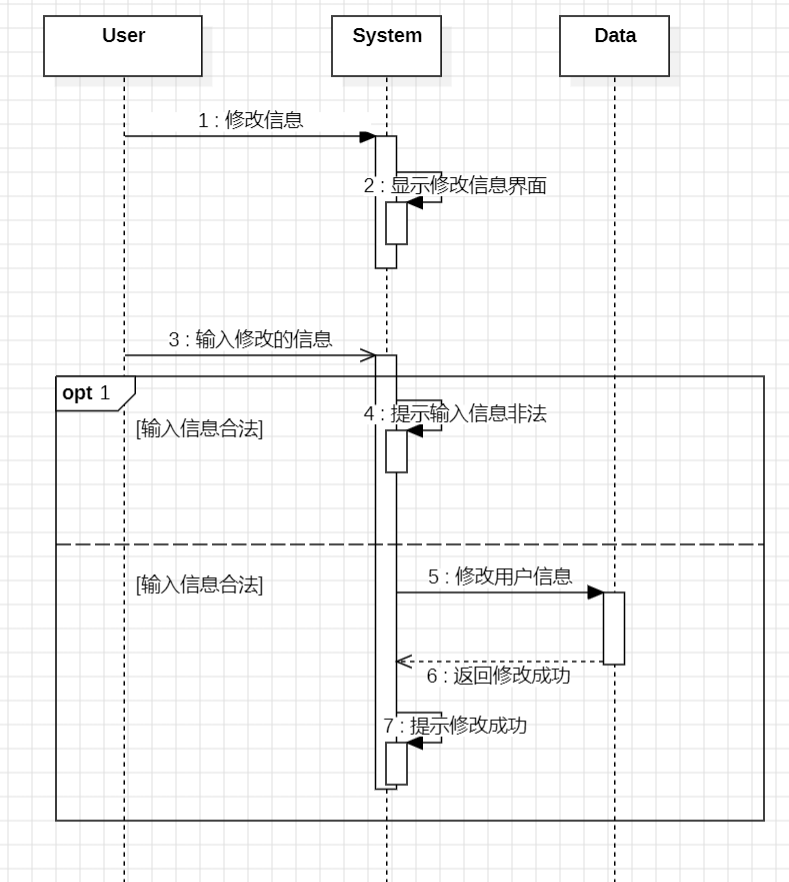 User
System
Data
1 : 修改信息
2 : 显示修改信息界面
3 : 输入修改的信息
opt 1
4 : 提示输入信息非法
[输入信息合法]
5 : 修改用户信息
[输入信息合法]
6 : 返回修改成功
7 : 提示修改成功